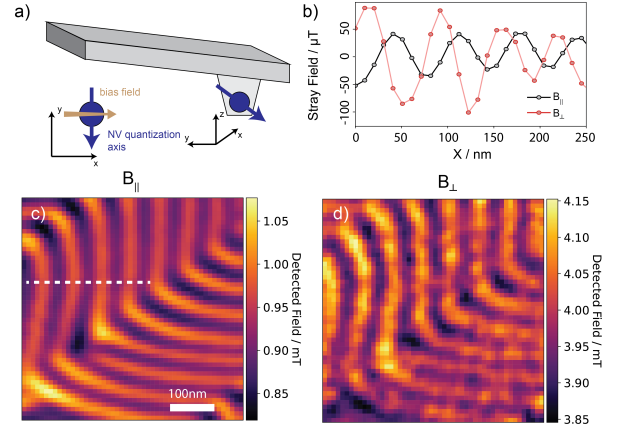 a)
bias field
y
NV quantization
axis
x
z
y
x
b)
Stray Field / µT
50
0
-50
-100
0
50
100
150
200
250
X / nm
B||
B⊥
B||
c)
100nm
1.05
1.00
0.95
0.90
0.85
Detected Field / mT
B⊥
d)
4.15
4.10
4.05
4.00
3.95
3.90
3.85
Detected Field / mT